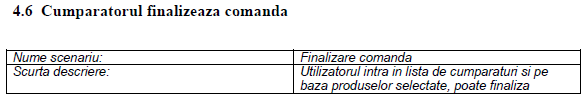 4.6 Cumparatorul finalizeaza comanda
Nume scenariu: Finalizare comanda
Scurta descriere: Utilizatorul intra in lista de cumparaturi si pe
baza produselor selectate, poate finaliza